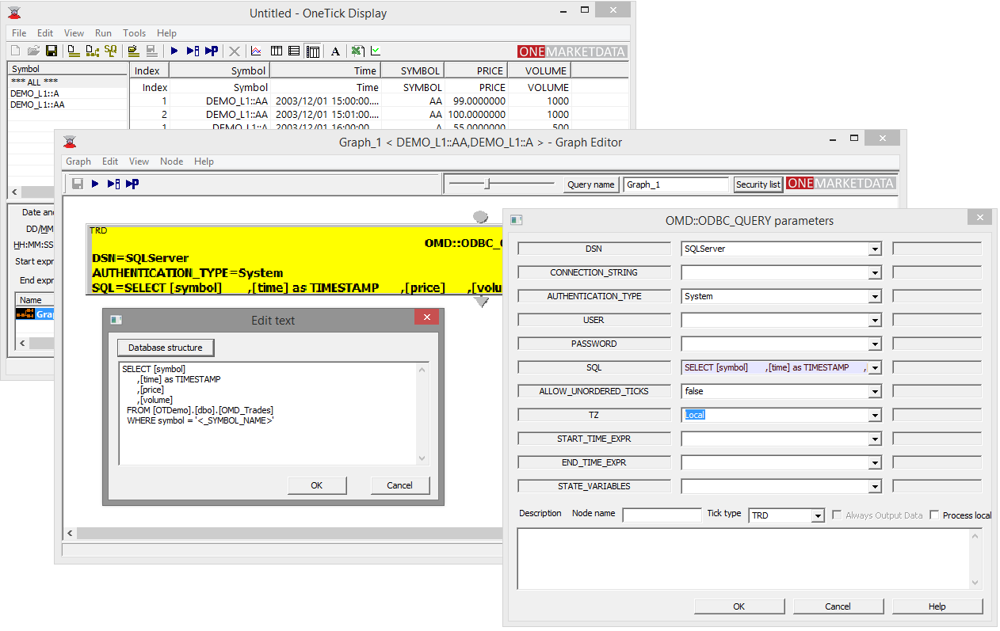 Untitled - OneTick Display
File Edit View Run Tools Help
SQL
A
ONEMARKETDATA
Symbol
*** ALL ***
DEMO_L1::A
DEMO_L1::AA
Index Symbol Time SYMBOL PRICE VOLUME
Index Symbol Time SYMBOL PRICE VOLUME
1 DEMO_L1::AA 2003/12/01 15:00:00.... AA 99.0000000 1000
2 DEMO_L1::AA 2003/12/01 15:01:00.... AA 100.0000000 1000
1 DEMO_L1::A 2003/12/01 16:00:00.... A 55.0000000 500
Date and
DD/MM
HH:MM:SS
Start expr
End expr
Name
Grap
Graph_1 < DEMO_L1::AA,DEMO_L1::A > - Graph Editor
Graph Edit View Node Help
Query name Graph_1 Security list ONEMARKETDATA
TRD
OMD::ODBC_Q
DSN=SQLServer
AUTHENTICATION_TYPE=System
SQL=SELECT [symbol] ,[time] as TIMESTAMP ,[price] ,[volu
Edit text
Database structure
SELECT [symbol]
,[time] as TIMESTAMP
,[price]
,[volume]
FROM [OTDemo].[dbo].[OMD_Trades]
WHERE symbol = '<_SYMBOL_NAME>'
OK Cancel
OMD::ODBC_QUERY parameters
DSN SQLServer
CONNECTION_STRING
AUTHENTICATION_TYPE System
USER
PASSWORD
SQL SELECT [symbol] ,[time] as TIMESTAMP ,
ALLOW_UNORDERED_TICKS false
TZ Local
START_TIME_EXPR
END_TIME_EXPR
STATE_VARIABLES
Description Node name Tick type TRD Always Output Data Process local
OK Cancel Help